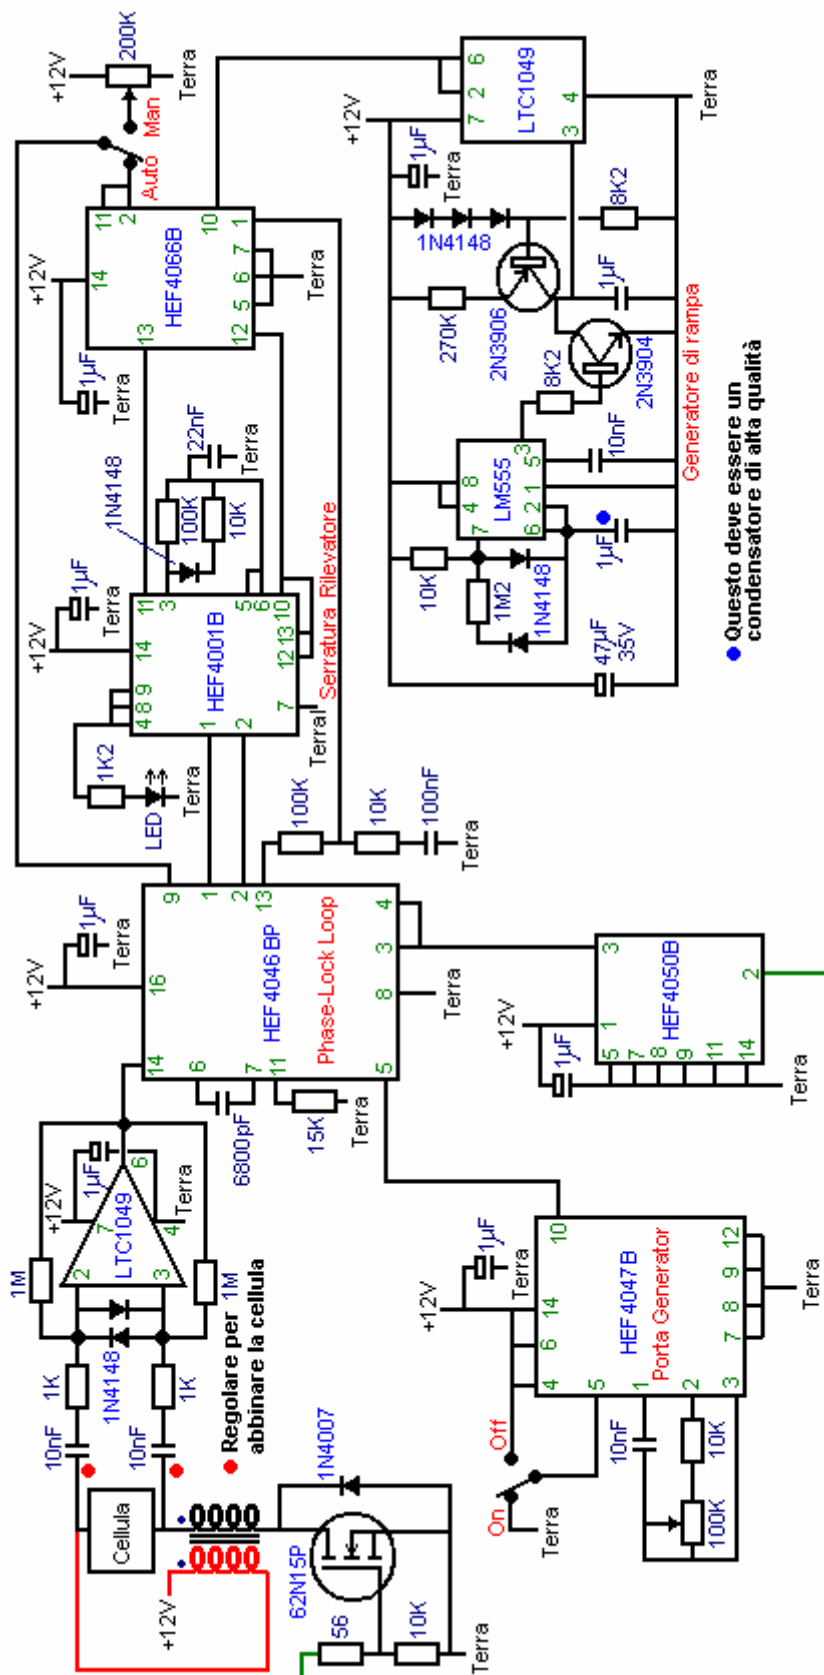 +12V
200K
Terra
Man
Auto
11
2
14
+12V
HEF4066B
13
10
1
7
6
5
12
Terra
1µF
Terra
22nF
Terra
1N4148
100K
10K
Serratura Rilevatore
1µF
Terra
+12V
11
3
14
5
6
10
13
12
HEF4001B
9
8
4
1
2
7
Terra
1K2
LED
Terra
6
2
7
LTC1049
4
3
+12V
Terra
1µF
Terra
1N4148
8K2
1µF
270K
2N3906
2N3904
8K2
8
4
LM555
3
5
1
2
6
7
10nF
10K
1M2
1N4148
1µF
47µF
35V
Generatore di rampa
Questo deve essere un
condensatore di alta qualità
100K
10K
100nF
Terra
+12V
1µF
Terra
9
1
2
13
16
HEF4046BP
Phase-Lock Loop
4
3
8
Terra
14
6
7
11
5
6800pF
15K
Terra
+12V
1µF
3
1
HEF4050B
2
5
7
8
9
11
14
Terra
1M
+12V
1µF
7
6
4
Terra
2
LTC1049
3
1M
1K
1N4148
1K
10nF
10nF
Regolare per
abbinare la cellula
Cellula
+12V
1N4007
62N15P
56
10K
Terra
+12V
1µF
Terra
10
14
6
4
HEF4047B
Porta Generator
12
9
8
7
Terra
5
1
2
3
Off
On
Terra
10nF
10K
100K